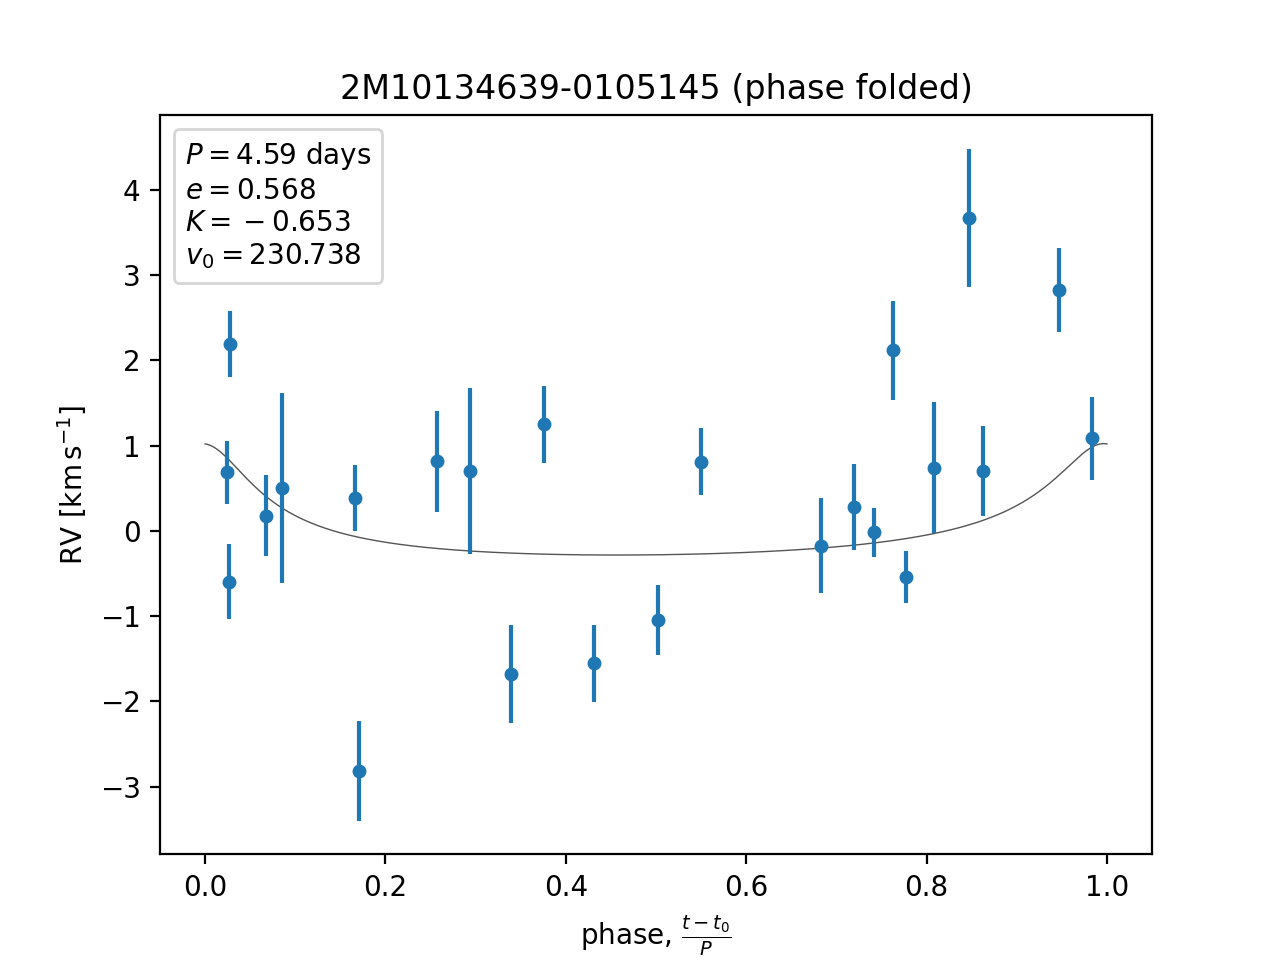 2M10134639-0105145 (phase folded)
P = 4.59 days
e = 0.568
K = −0.653
v₀ = 230.738
4
3
2
1
0
−1
−2
−3
RV [km s⁻¹]
0.0 0.2 0.4 0.6 0.8 1.0
phase, (t − t₀)/P